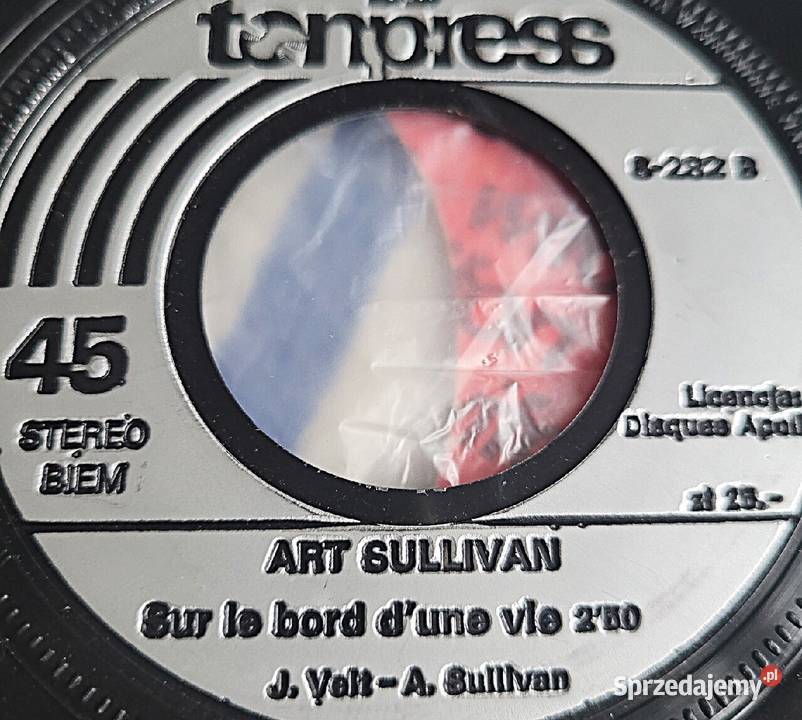 tonpress
S-282 B
45
STEREO
BIEM
Licencja:
Disques
zł 25.-
ART SULLIVAN
Sur le bord d'une vie 2'50
J. Velt - A. Sullivan
Sprzedajemy.pl